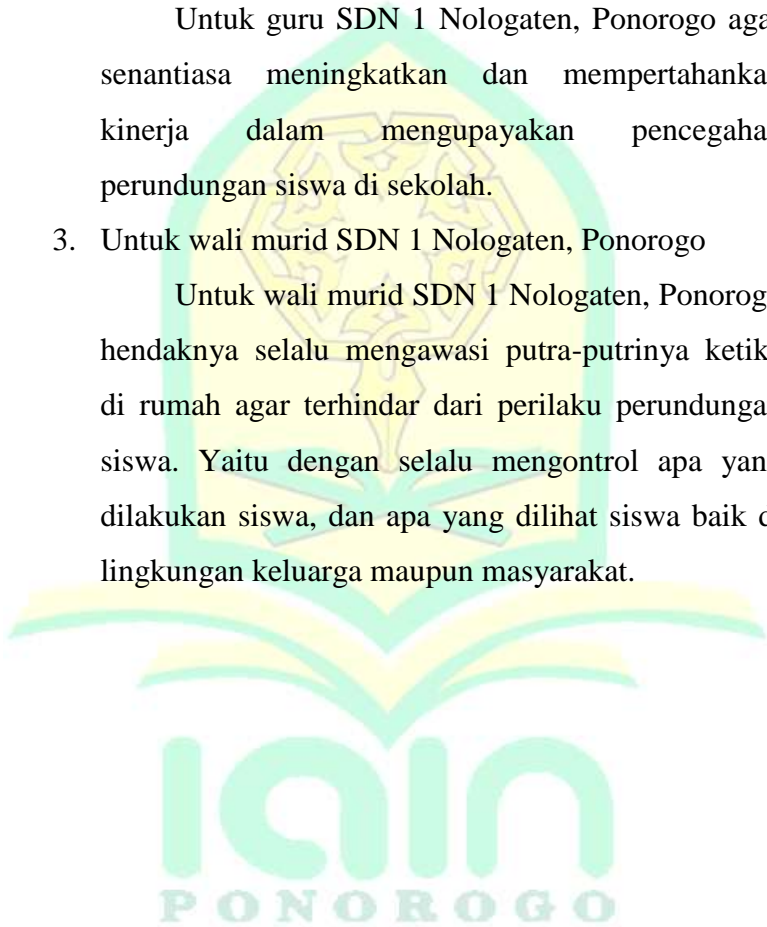 Untuk guru SDN 1 Nologaten, Ponorogo aga
senantiasa meningkatkan dan mempertahanka
kinerja dalam mengupayakan pencegaha
perundungan siswa di sekolah.
3. Untuk wali murid SDN 1 Nologaten, Ponorogo
Untuk wali murid SDN 1 Nologaten, Ponorog
hendaknya selalu mengawasi putra-putrinya ketik
di rumah agar terhindar dari perilaku perundunga
siswa. Yaitu dengan selalu mengontrol apa yan
dilakukan siswa, dan apa yang dilihat siswa baik d
lingkungan keluarga maupun masyarakat.
iain
PONOROGO